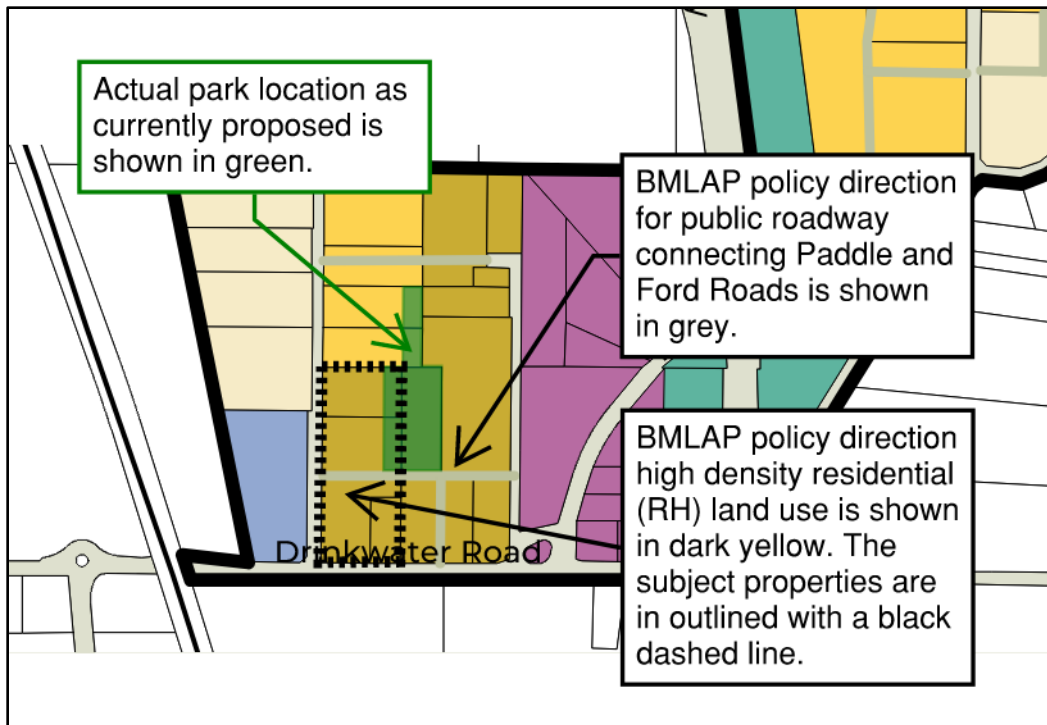 Actual park location as
currently proposed is
shown in green.
BMLAP policy direction
for public roadway
connecting Paddle and
Ford Roads is shown
in grey.
BMLAP policy direction
high density residential
(RH) land use is shown
in dark yellow. The
subject properties are
in outlined with a black
dashed line.
Drinkwater Road